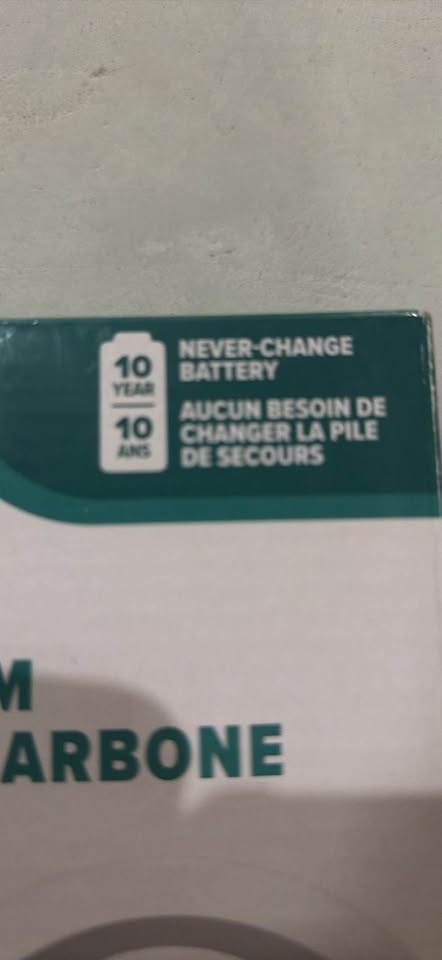 10
YEAR
10
ANS
NEVER-CHANGE
BATTERY
AUCUN BESOIN DE
CHANGER LA PILE
DE SECOURS
M
ARBONE